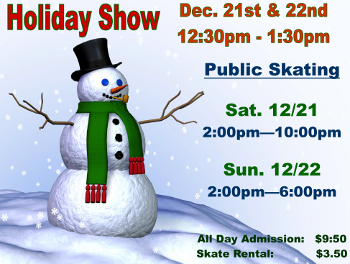 Holiday Show
Dec. 21st & 22nd
12:30pm - 1:30pm
Public Skating
Sat. 12/21
2:00pm—10:00pm
Sun. 12/22
2:00pm—6:00pm
All Day Admission: $9:50
Skate Rental: $3.50